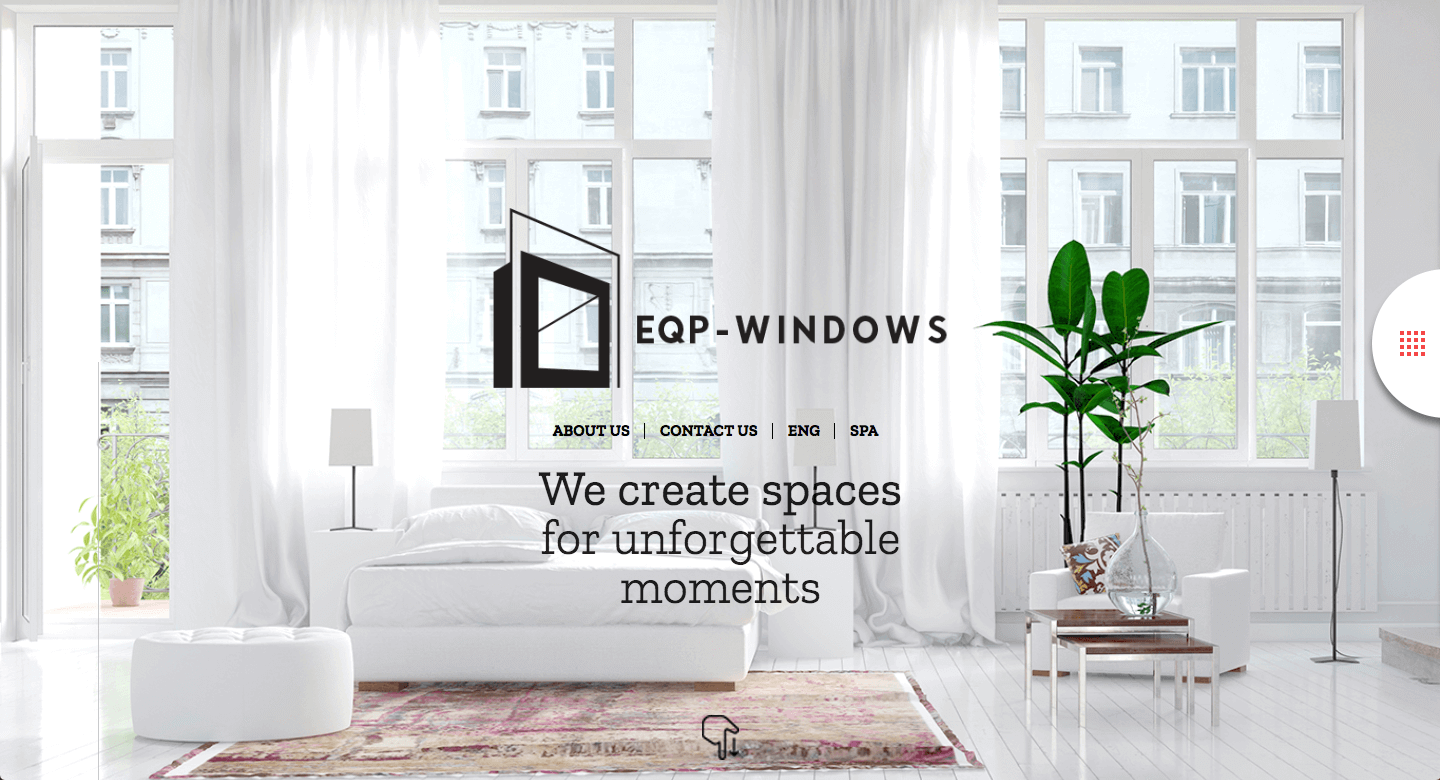 EQP-WINDOWS
ABOUT US | CONTACT US | ENG | SPA
We create spaces
for unforgettable
moments